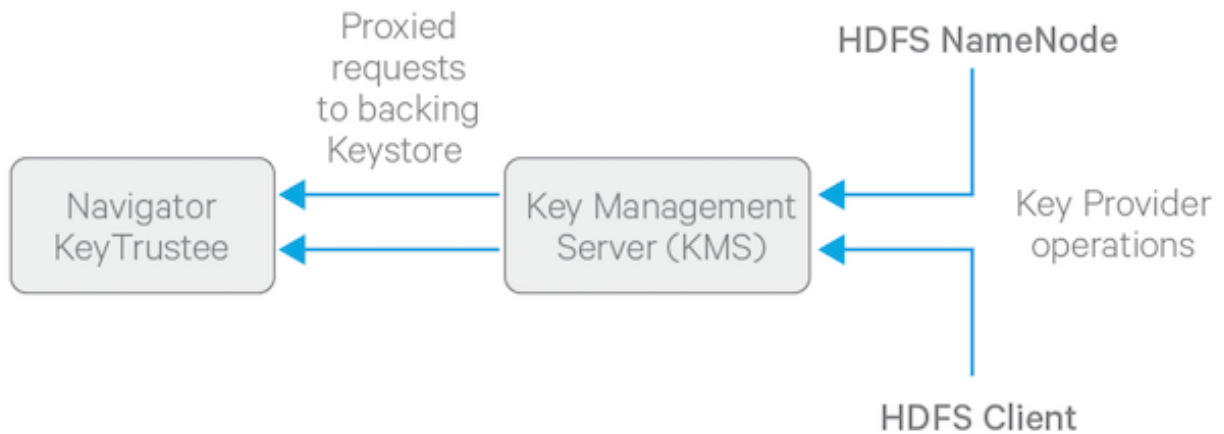 Proxied
requests
to backing
Keystore
HDFS NameNode
Navigator
KeyTrustee
Key Management
Server (KMS)
Key Provider
operations
HDFS Client